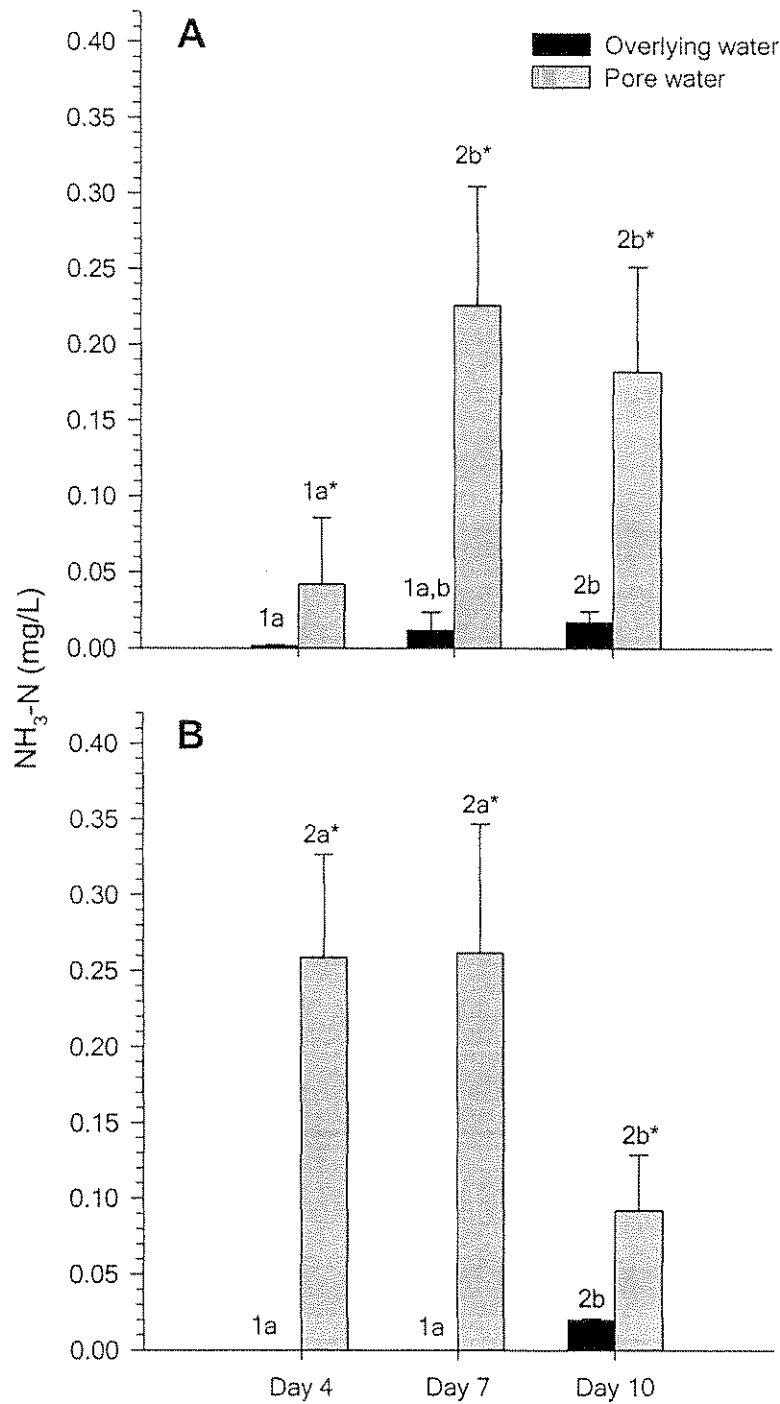 A
Overlying water
Pore water
0.40
0.35
0.30
0.25
0.20
0.15
0.10
0.05
0.00
2b*
2b*
1a*
1a
1a,b
2b
NH₃-N (mg/L)
B
0.40
0.35
0.30
0.25
0.20
0.15
0.10
0.05
0.00
2a*
2a*
2b*
1a
1a
2b
Day 4 Day 7 Day 10